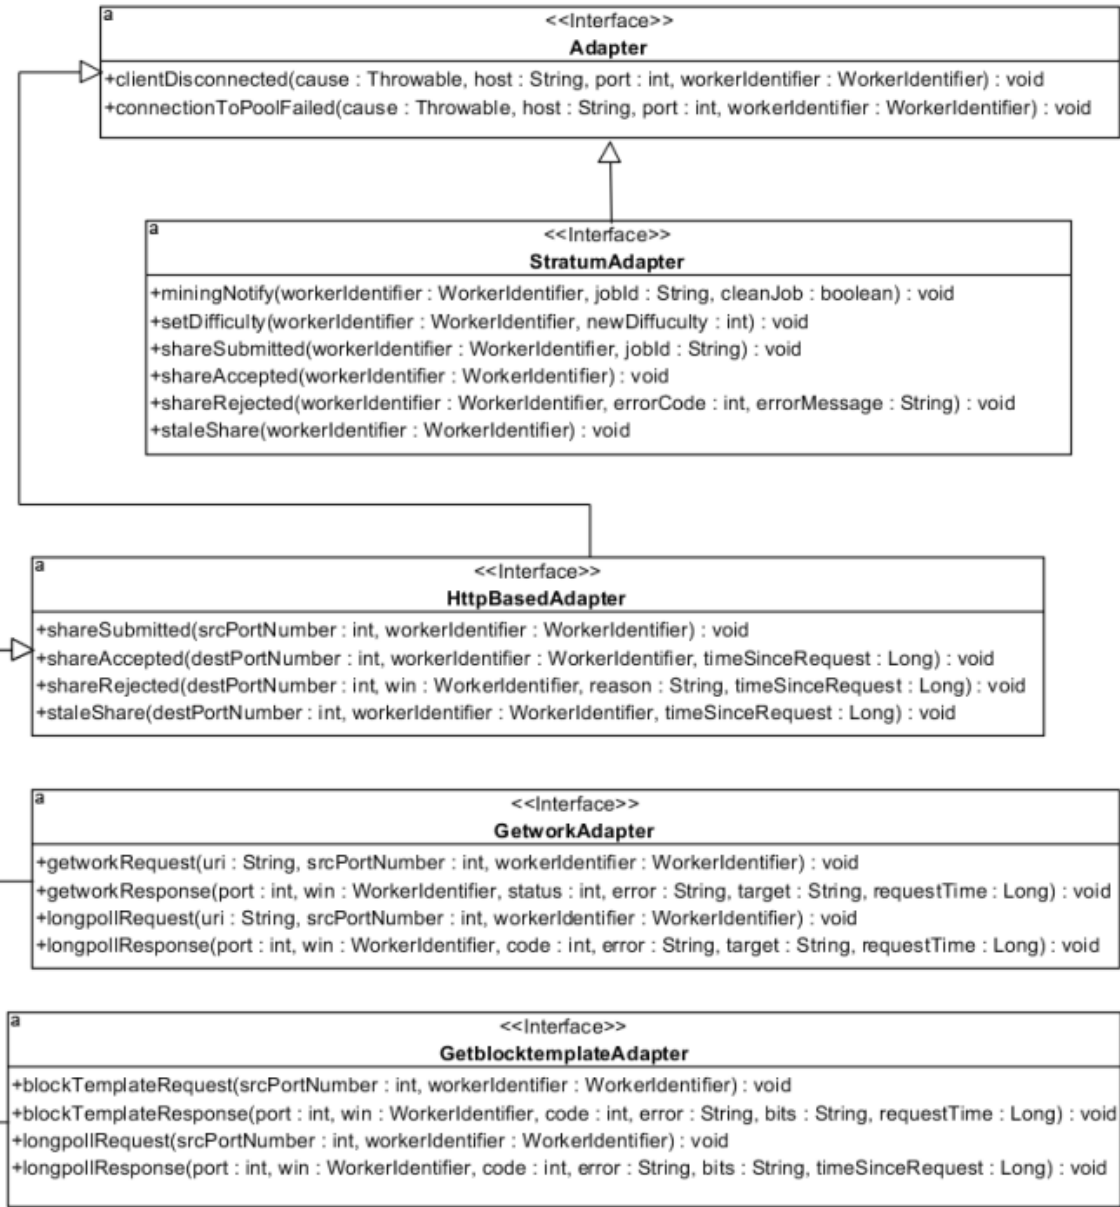 a
<<Interface>>
Adapter
+clientDisconnected(cause : Throwable, host : String, port : int, workerIdentifier : WorkerIdentifier) : void
+connectionToPoolFailed(cause : Throwable, host : String, port : int, workerIdentifier : WorkerIdentifier) : void
a
<<Interface>>
StratumAdapter
+miningNotify(workerIdentifier : WorkerIdentifier, jobId : String, cleanJob : boolean) : void
+setDifficulty(workerIdentifier : WorkerIdentifier, newDiffuculty : int) : void
+shareSubmitted(workerIdentifier : WorkerIdentifier, jobId : String) : void
+shareAccepted(workerIdentifier : WorkerIdentifier) : void
+shareRejected(workerIdentifier : WorkerIdentifier, errorCode : int, errorMessage : String) : void
+staleShare(workerIdentifier : WorkerIdentifier) : void
a
<<Interface>>
HttpBasedAdapter
+shareSubmitted(srcPortNumber : int, workerIdentifier : WorkerIdentifier) : void
+shareAccepted(destPortNumber : int, workerIdentifier : WorkerIdentifier, timeSinceRequest : Long) : void
+shareRejected(destPortNumber : int, win : WorkerIdentifier, reason : String, timeSinceRequest : Long) : void
+staleShare(destPortNumber : int, workerIdentifier : WorkerIdentifier, timeSinceRequest : Long) : void
a
<<Interface>>
GetworkAdapter
+getworkRequest(uri : String, srcPortNumber : int, workerIdentifier : WorkerIdentifier) : void
+getworkResponse(port : int, win : WorkerIdentifier, status : int, error : String, target : String, requestTime : Long) : void
+longpollRequest(uri : String, srcPortNumber : int, workerIdentifier : WorkerIdentifier) : void
+longpollResponse(port : int, win : WorkerIdentifier, code : int, error : String, target : String, requestTime : Long) : void
a
<<Interface>>
GetblocktemplateAdapter
+blockTemplateRequest(srcPortNumber : int, workerIdentifier : WorkerIdentifier) : void
+blockTemplateResponse(port : int, win : WorkerIdentifier, code : int, error : String, bits : String, requestTime : Long) : void
+longpollRequest(srcPortNumber : int, workerIdentifier : WorkerIdentifier) : void
+longpollResponse(port : int, win : WorkerIdentifier, code : int, error : String, bits : String, timeSinceRequest : Long) : void